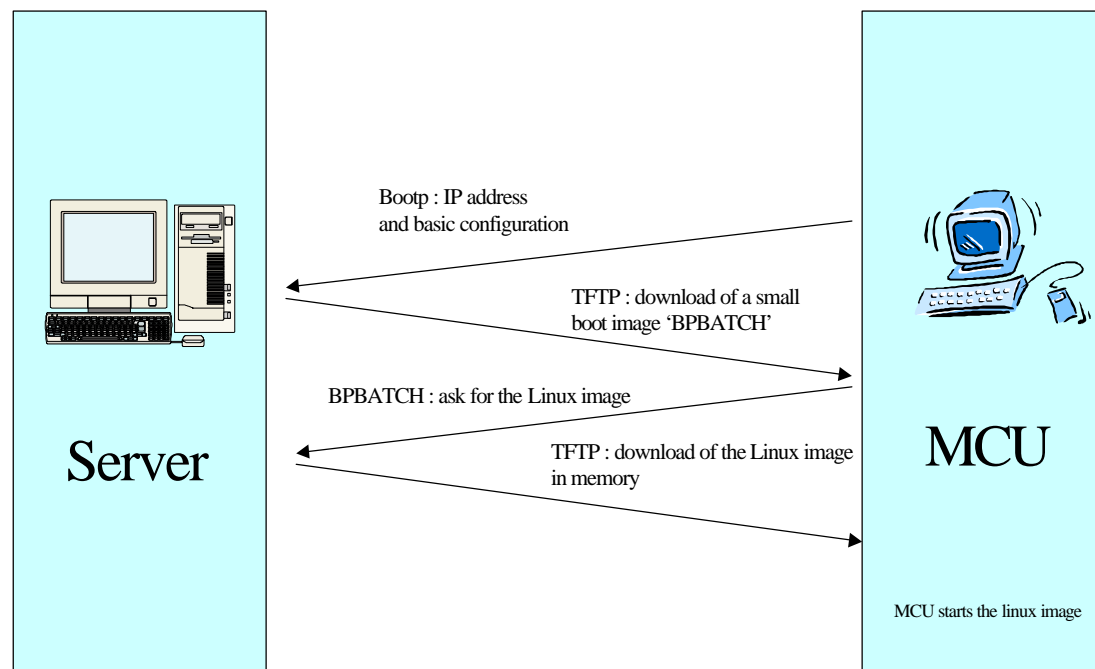 Bootp : IP address
and basic configuration
TFTP : download of a small
boot image ‘BPBATCH’
BPBATCH : ask for the Linux image
Server
TFTP : download of the Linux image
in memory
MCU
MCU starts the linux image